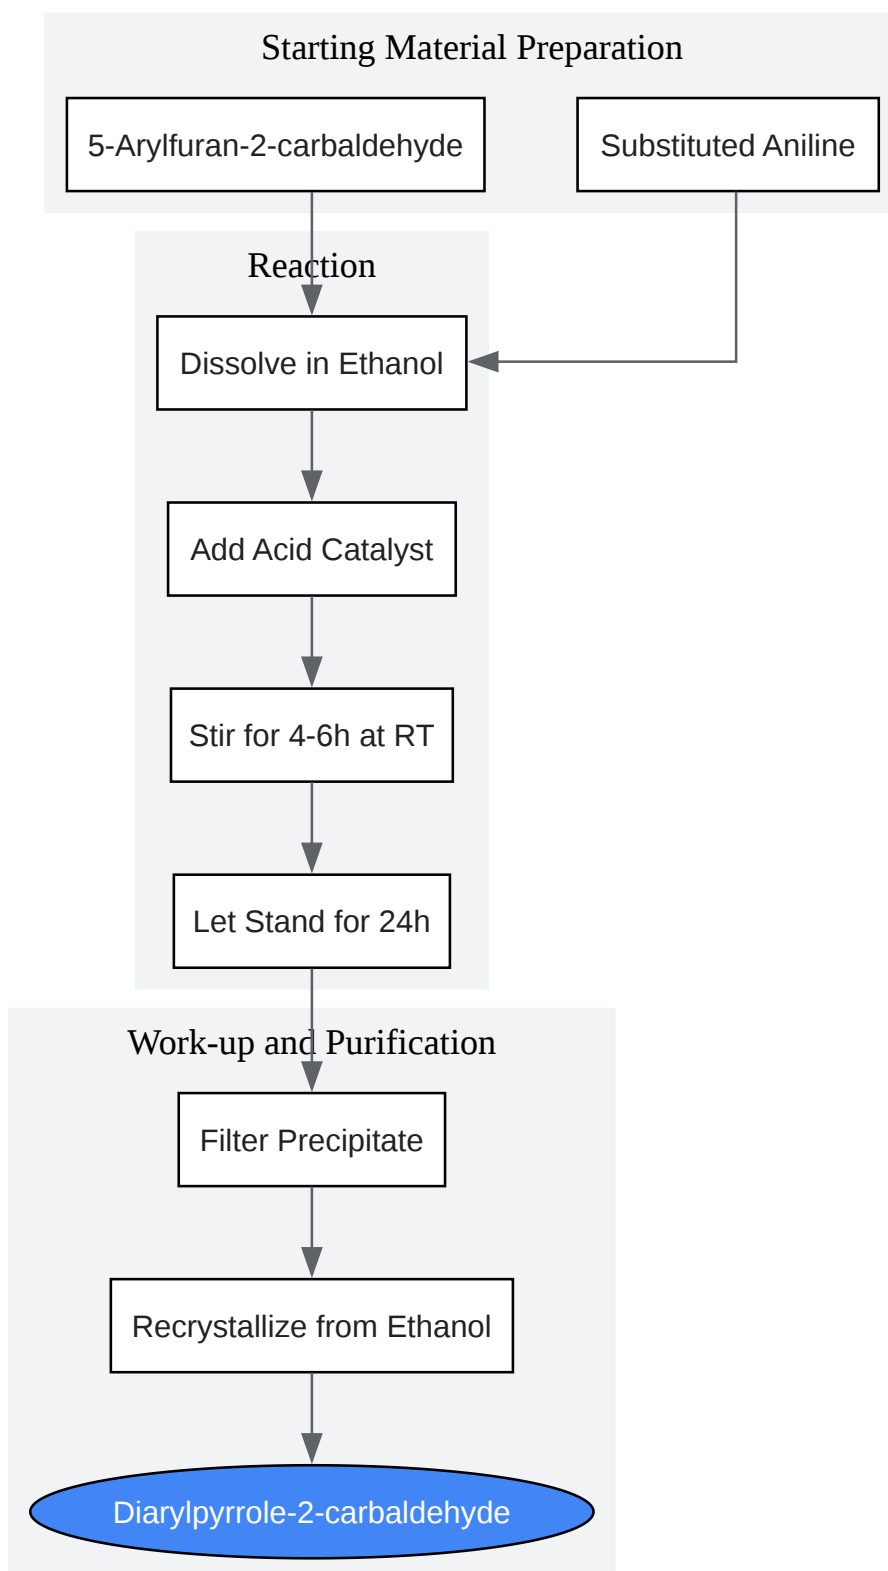 Starting Material Preparation
5-Arylfuran-2-carbaldehyde
Substituted Aniline
Reaction
Dissolve in Ethanol
Add Acid Catalyst
Stir for 4-6h at RT
Let Stand for 24h
Work-up and Purification
Filter Precipitate
Recrystallize from Ethanol
Diarylpyrrole-2-carbaldehyde